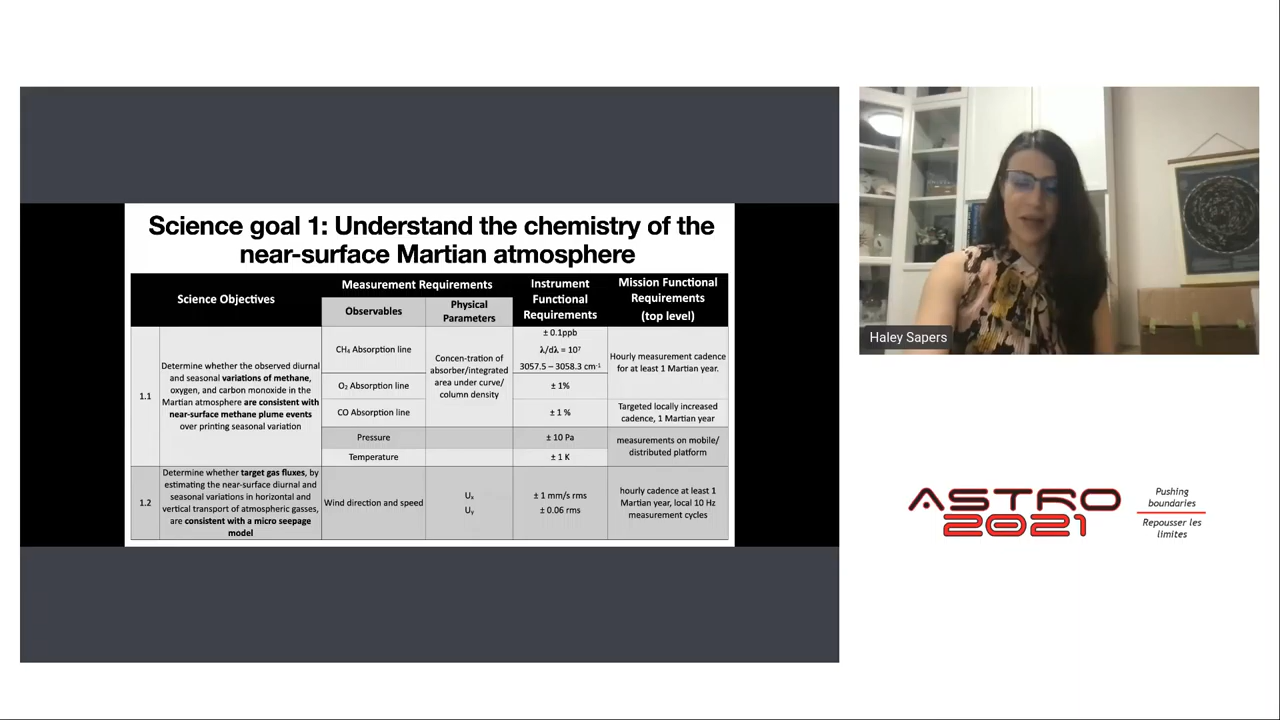 Science goal 1: Understand the chemistry of the
near-surface Martian atmosphere
Science Objectives
Measurement Requirements
Observables
Physical
Parameters
Instrument
Functional
Requirements
Mission Functional
Requirements
(top level)
1.1
Determine whether the observed diurnal
and seasonal variations of methane,
oxygen, and carbon monoxide in the
Martian atmosphere are consistent with
near-surface methane plume events
over printing seasonal variation
CH₄ Absorption line
Concen-tration of
absorber/integrated
area under curve/
column density
± 0.1ppb
λ/dλ = 10⁷
3057.5 – 3058.3 cm⁻¹
Hourly measurement cadence
for at least 1 Martian year.
O₂ Absorption line
± 1%
CO Absorption line
± 1 %
Targeted locally increased
cadence, 1 Martian year
Pressure
± 10 Pa
measurements on mobile/
distributed platform
Temperature
± 1 K
1.2
Determine whether target gas fluxes, by
estimating the near-surface diurnal and
seasonal variations in horizontal and
vertical transport of atmospheric gasses,
are consistent with a micro seepage
model
Wind direction and speed
Uₓ
Uᵧ
± 1 mm/s rms
± 0.06 rms
hourly cadence at least 1
Martian year, local 10 Hz
measurement cycles
Haley Sapers
ASTRO
2021
Pushing
boundaries
Repousser les
limites